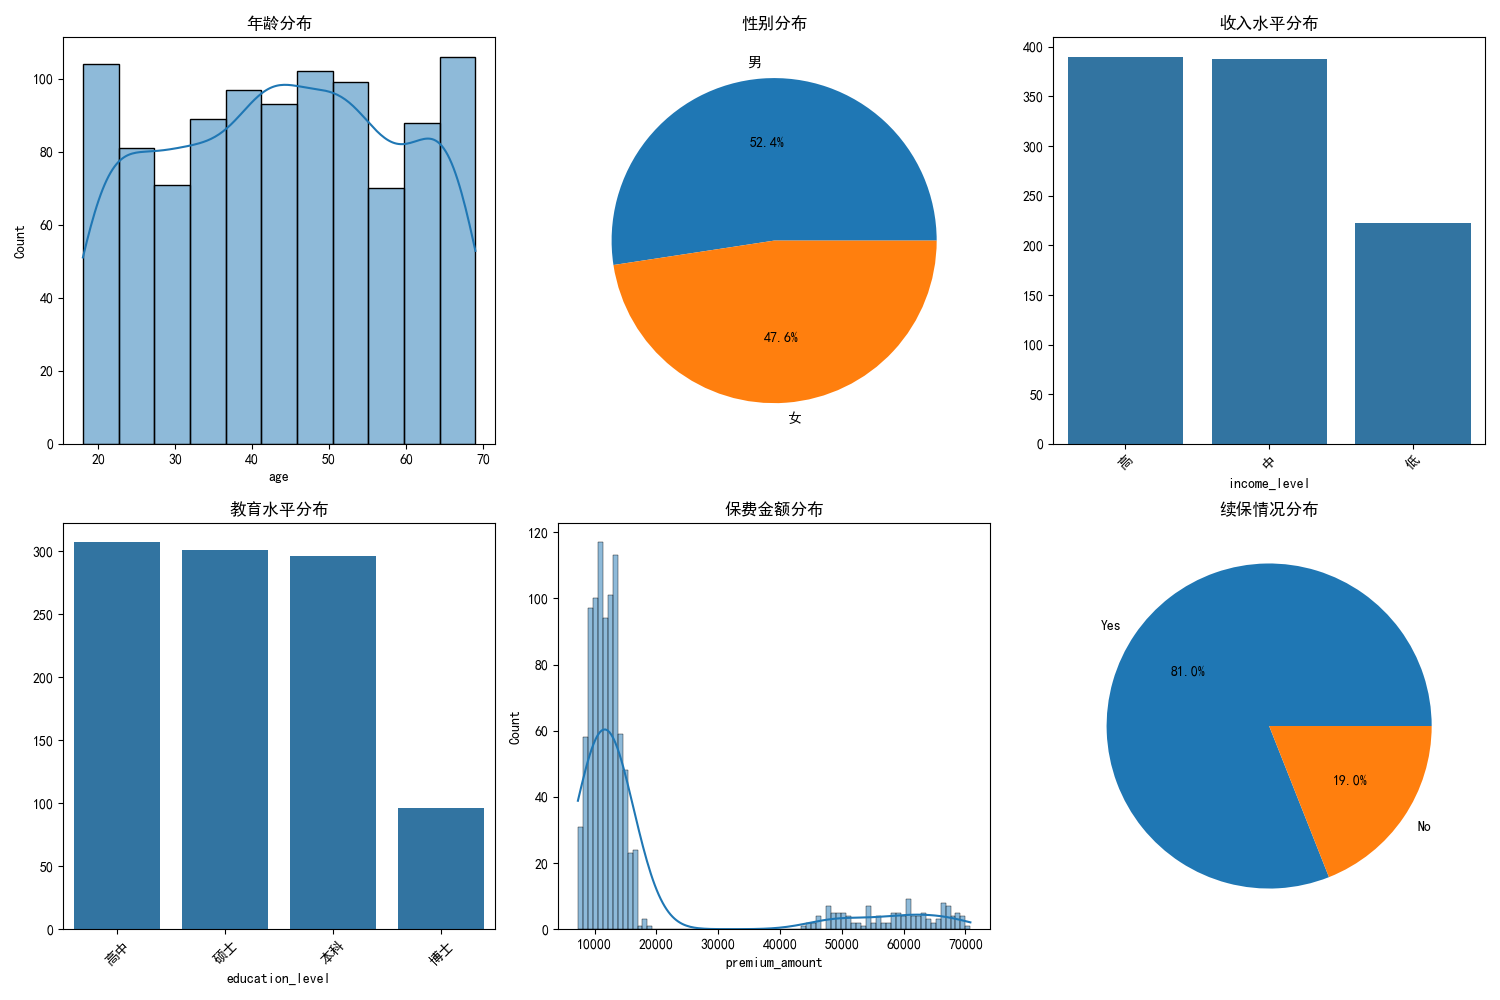 年龄分布
Count
100
80
60
40
20
0
20 30 40 50 60 70
age
性别分布
男
52.4%
47.6%
女
收入水平分布
400
350
300
250
200
150
100
50
0
高 中 低
income_level
教育水平分布
300
250
200
150
100
50
0
高中 硕士 本科 博士
education_level
保费金额分布
Count
120
100
80
60
40
20
0
10000 20000 30000 40000 50000 60000 70000
premium_amount
续保情况分布
Yes
81.0%
19.0%
No